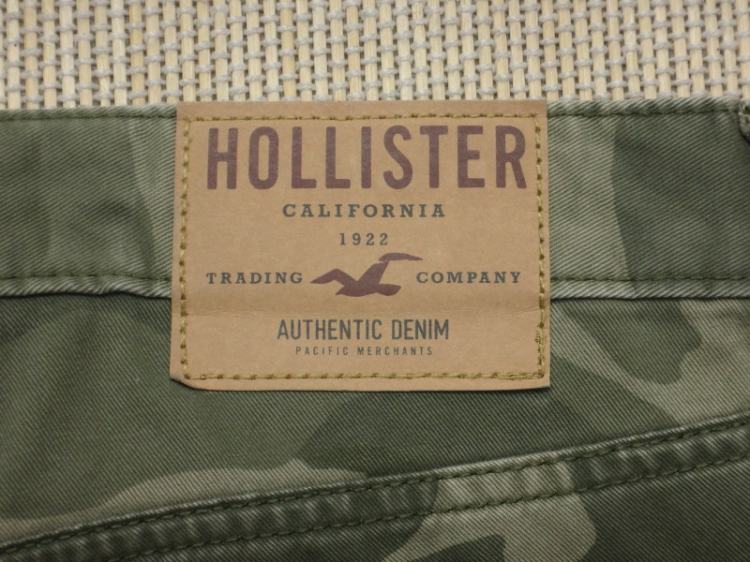 HOLLISTER
CALIFORNIA
1922
TRADING COMPANY
AUTHENTIC DENIM
PACIFIC MERCHANTS